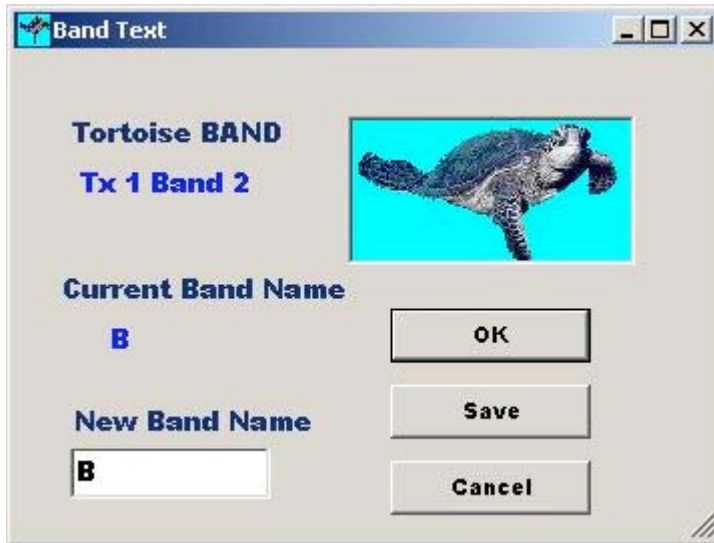 Band Text
Tortoise BAND
Tx 1 Band 2
Current Band Name
B
OK
Save
New Band Name
B
Cancel